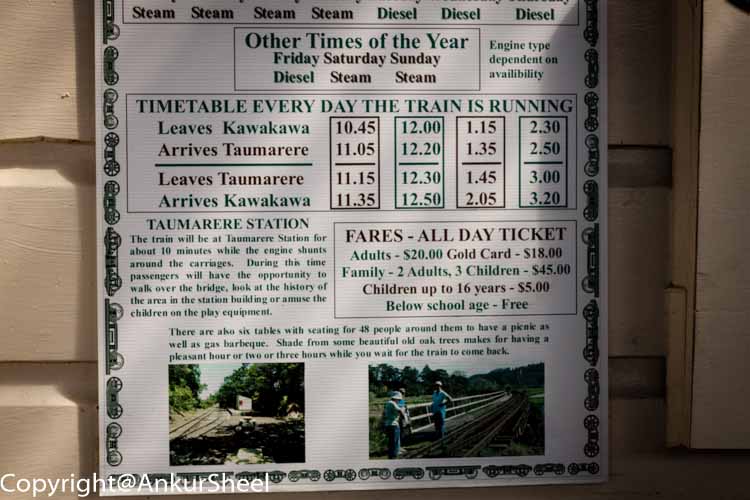 Steam Steam Steam Steam Diesel Diesel Diesel
Other Times of the Year
Friday Saturday Sunday
Diesel Steam Steam
Engine type
dependent on
availibility
TIMETABLE EVERY DAY THE TRAIN IS RUNNING
Leaves Kawakawa 10.45 12.00 1.15 2.30
Arrives Taumarere 11.05 12.20 1.35 2.50
Leaves Taumarere 11.15 12.30 1.45 3.00
Arrives Kawakawa 11.35 12.50 2.05 3.20
TAUMARERE STATION
The train will be at Taumarere Station for
about 10 minutes while the engine shunts
around the carriages. During this time
passengers will have the opportunity to
walk over the bridge, look at the history of
the area in the station building or amuse the
children on the play equipment.
FARES - ALL DAY TICKET
Adults - $20.00 Gold Card - $18.00
Family - 2 Adults, 3 Children - $45.00
Children up to 16 years - $5.00
Below school age - Free
There are also six tables with seating for 48 people around them to have a picnic as
well as gas barbeque. Shade from some beautiful old oak trees makes for having a
pleasant hour or two or three hours while you wait for the train to come back.
Copyright@AnkurSheel